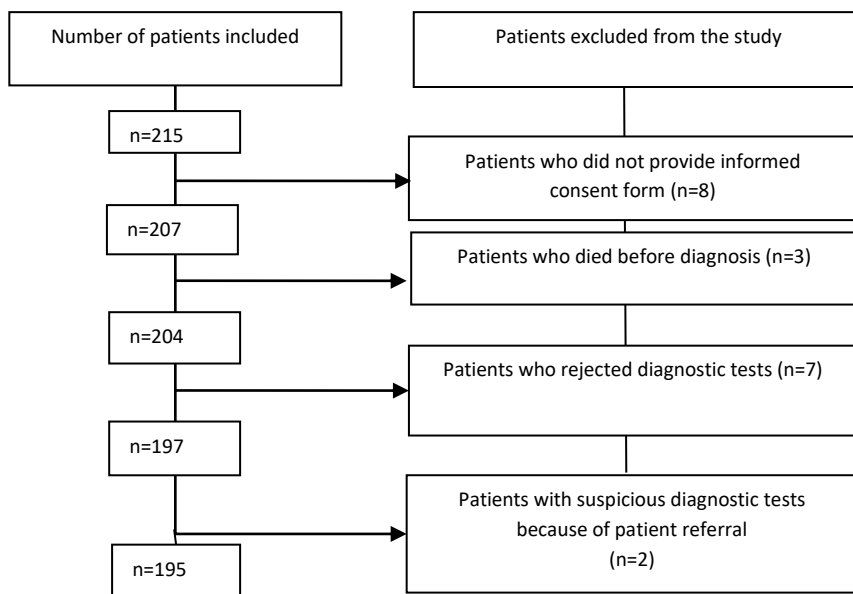 Number of patients included
Patients excluded from the study
n=215
Patients who did not provide informed
consent form (n=8)
n=207
Patients who died before diagnosis (n=3)
n=204
Patients who rejected diagnostic tests (n=7)
n=197
Patients with suspicious diagnostic tests
because of patient referral
(n=2)
n=195